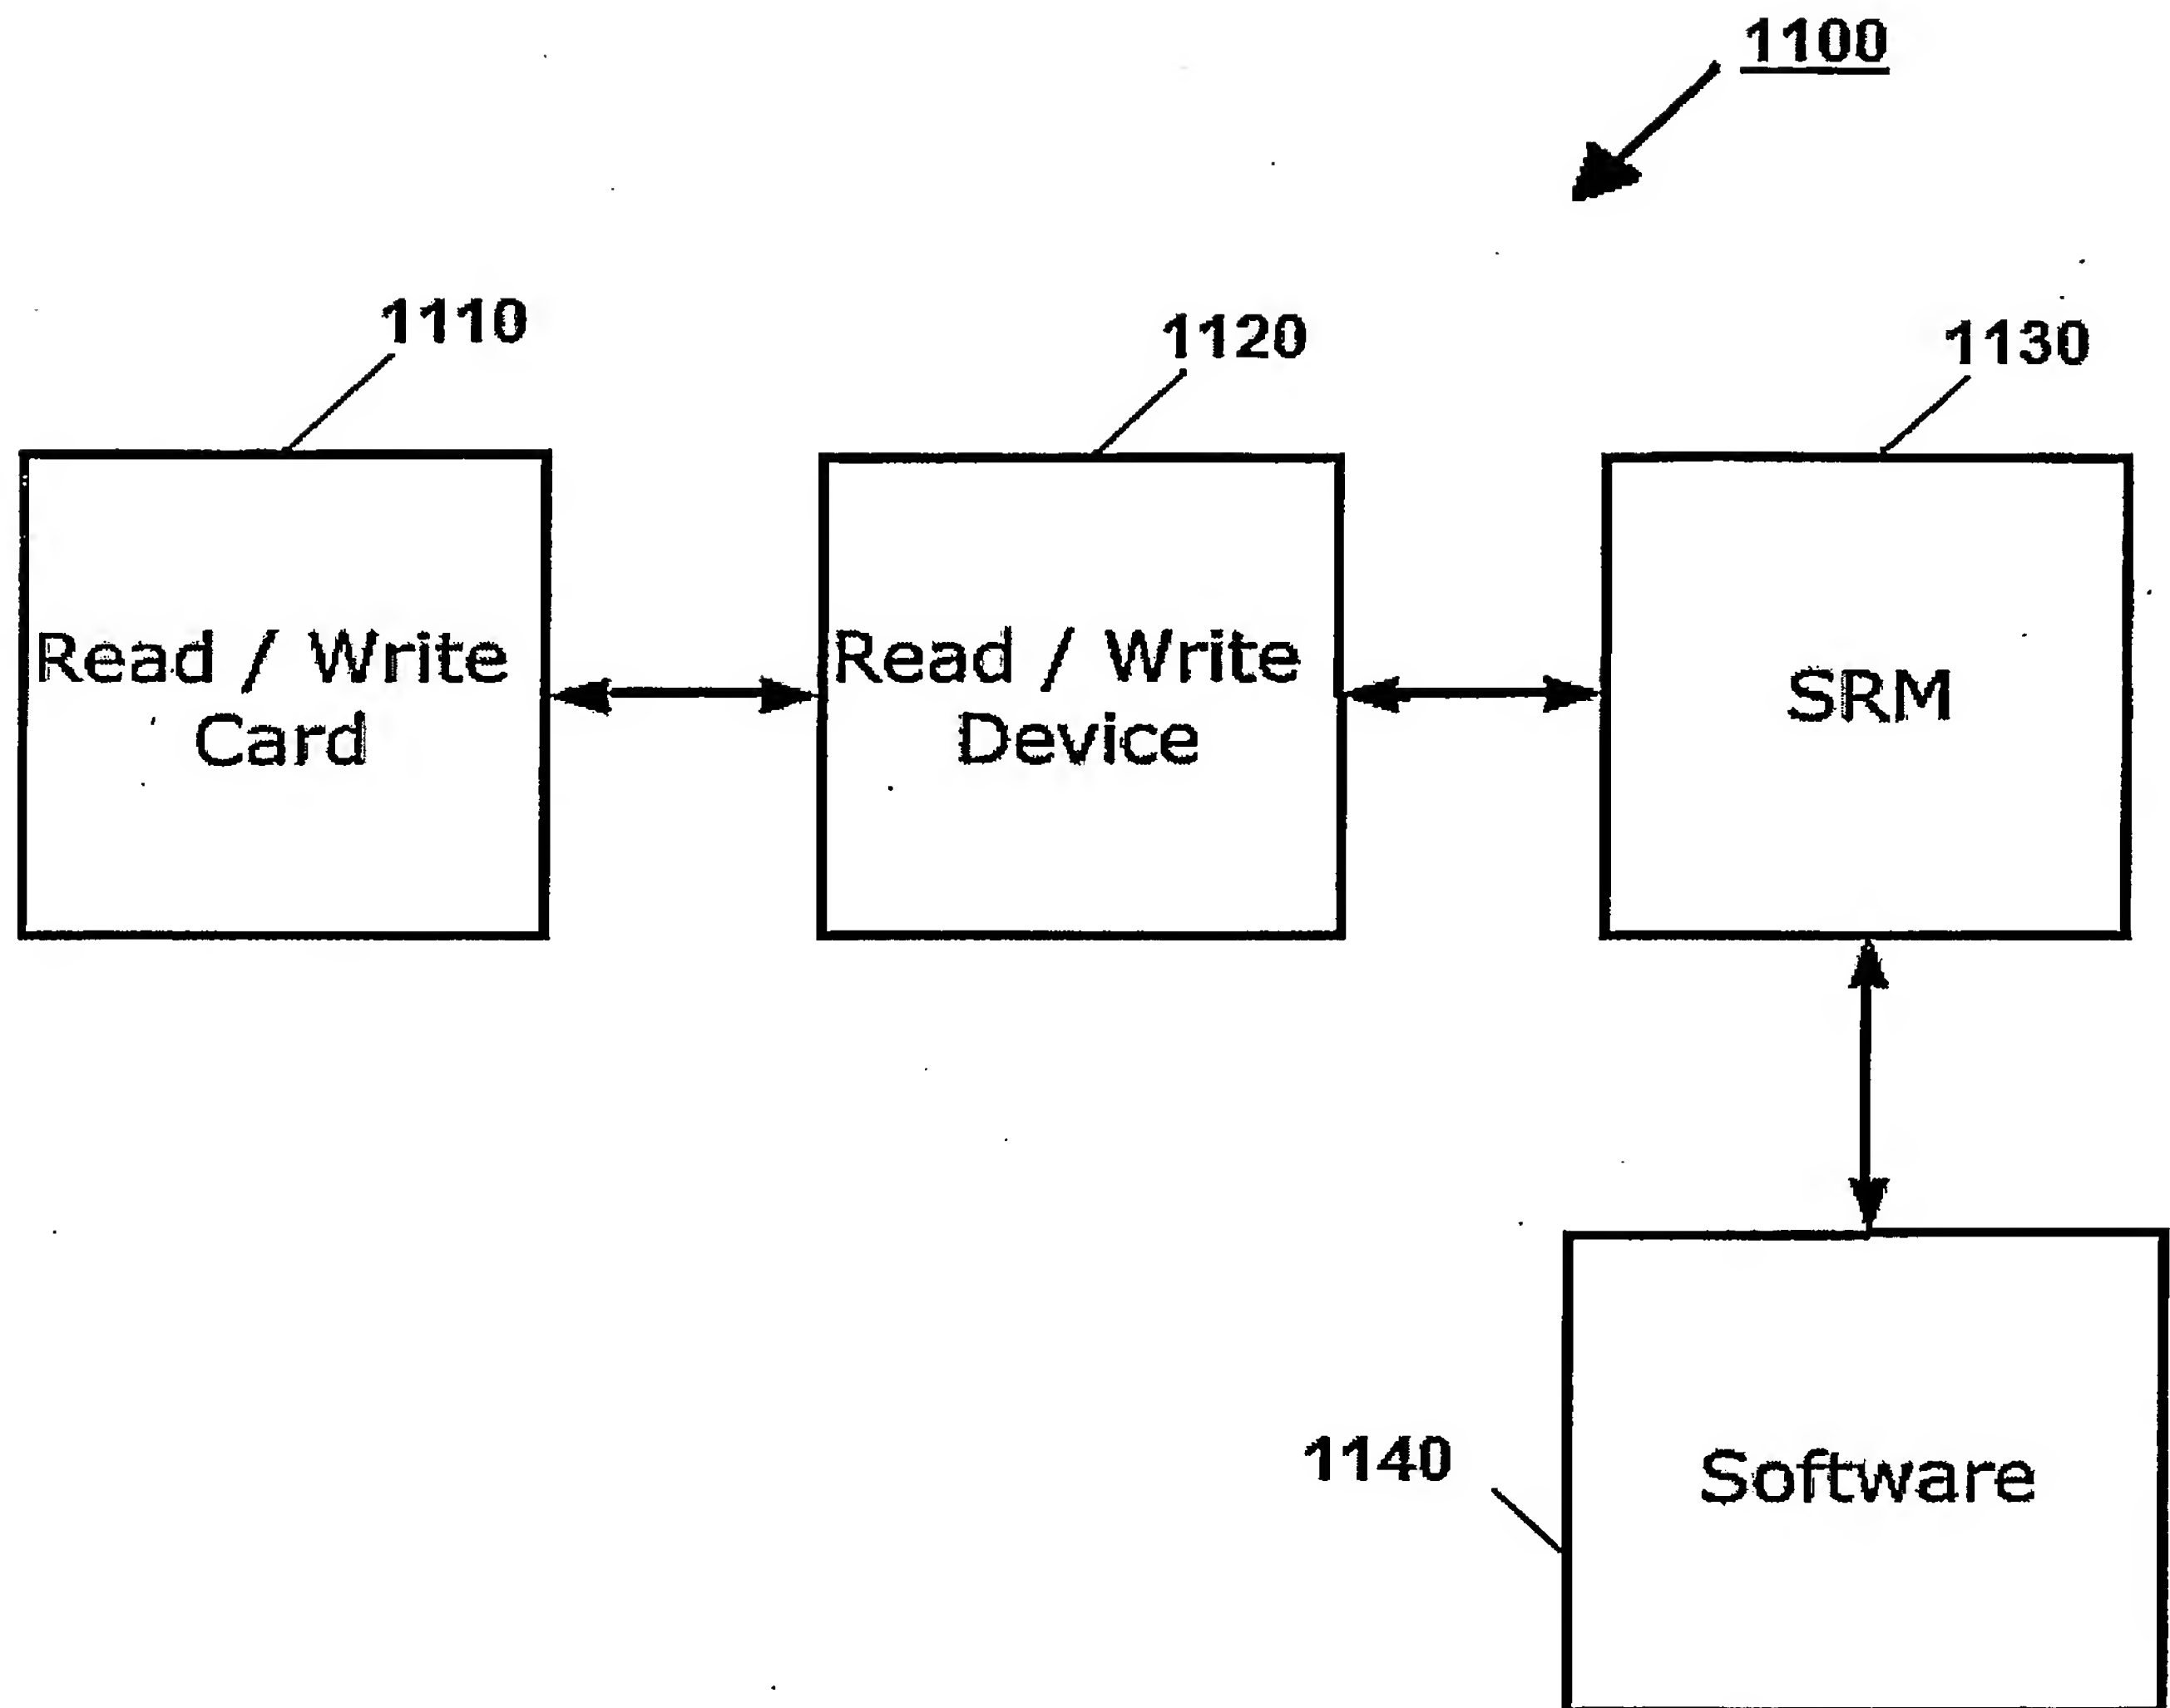 1100
1110
1120
1130
Read / Write
Card
Read / Write
Device
SRM
1140
Software